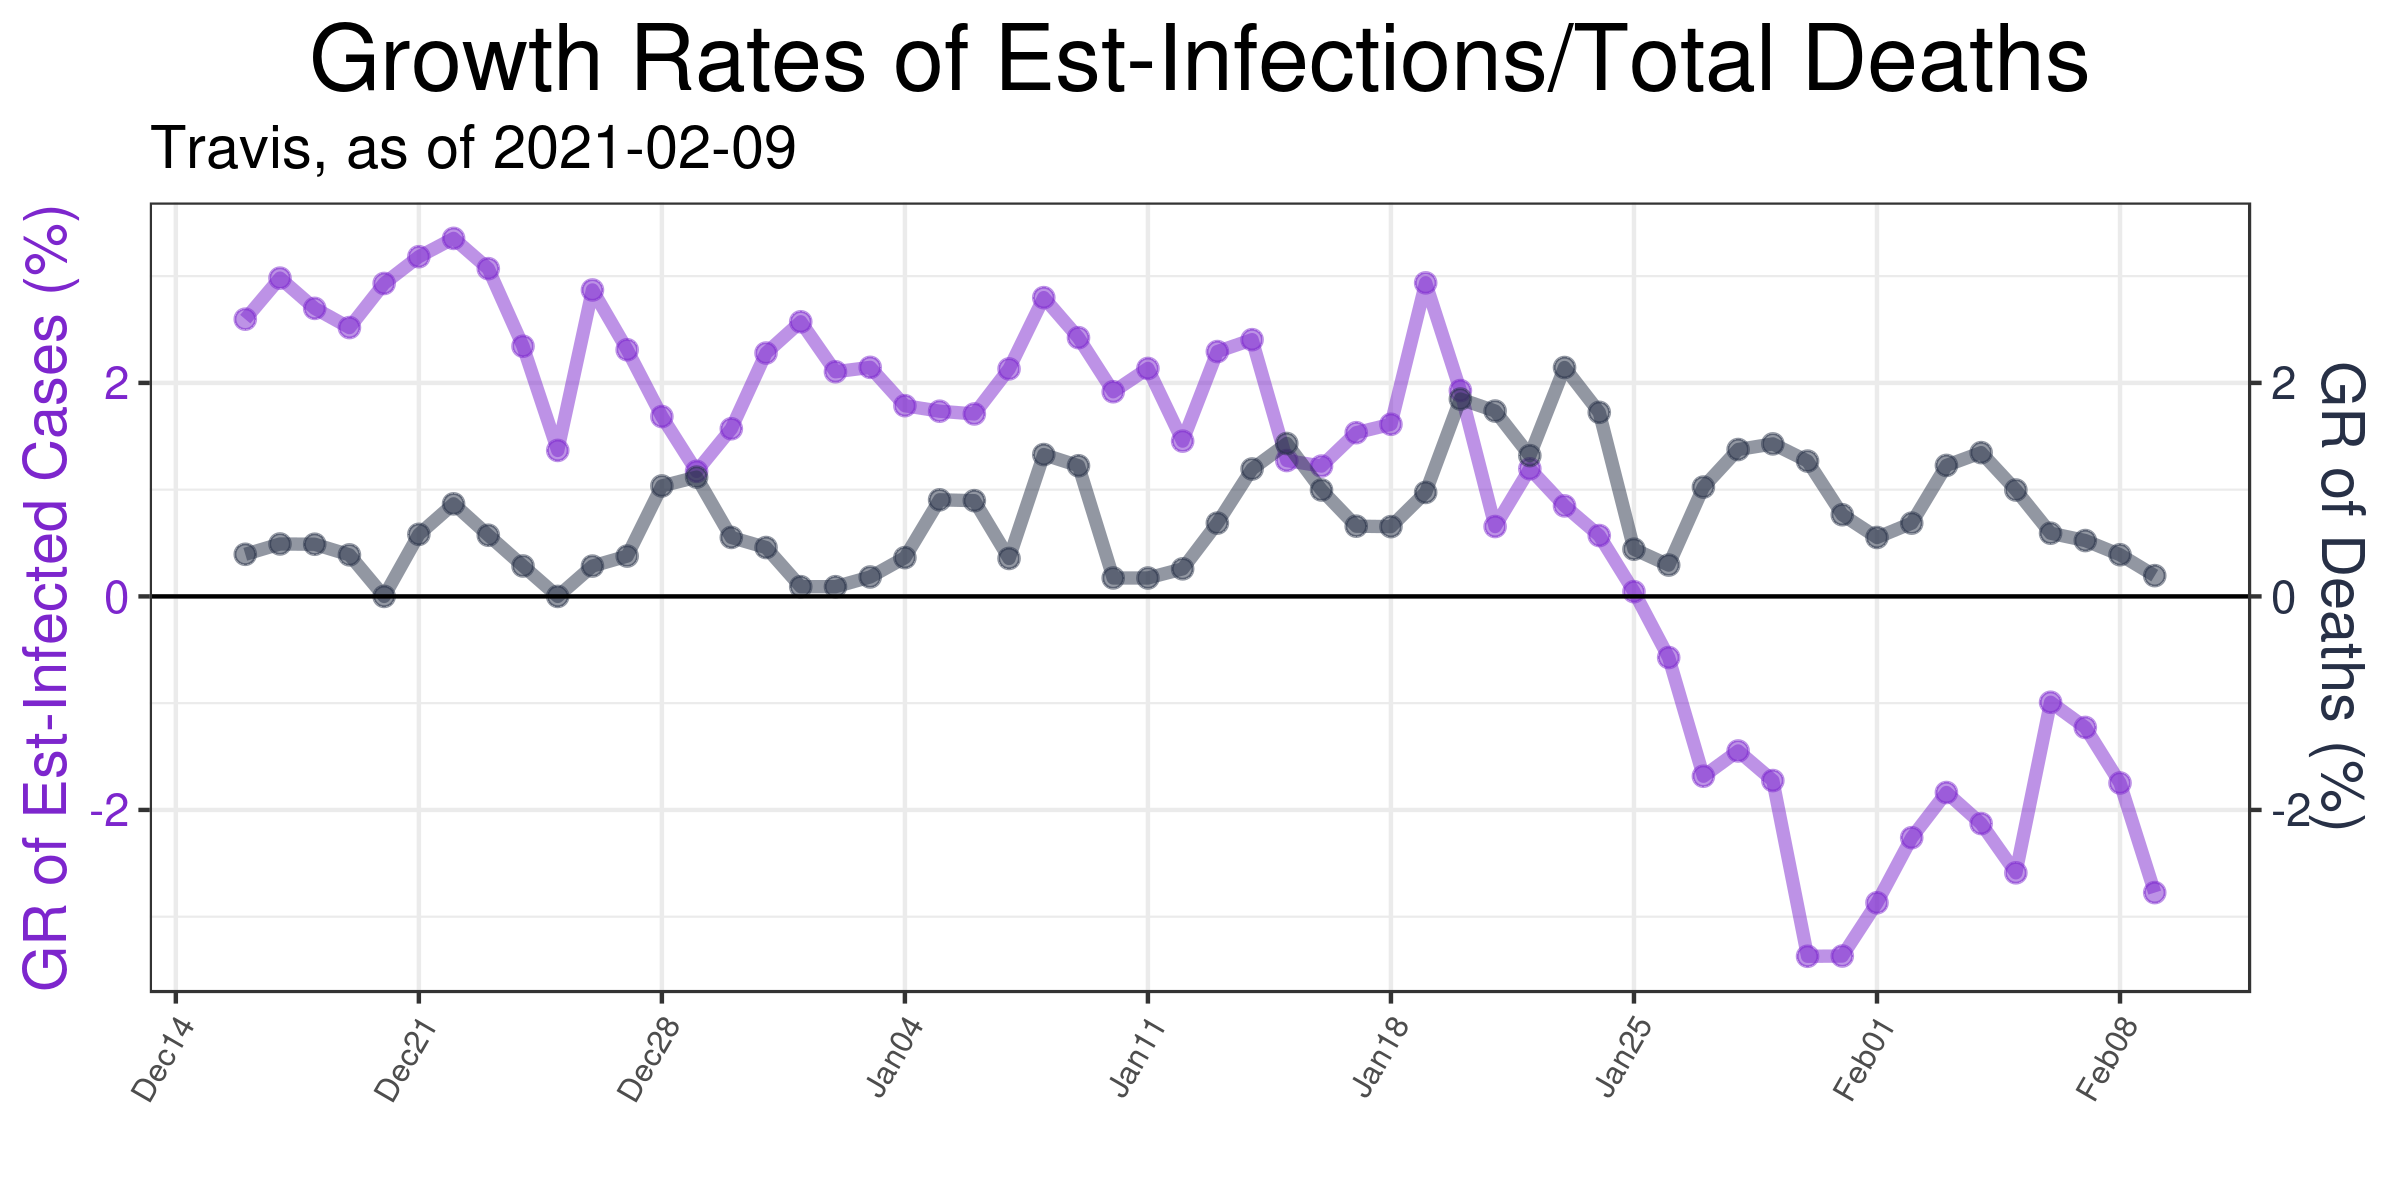 Growth Rates of Est-Infections/Total Deaths
Travis, as of 2021-02-09
GR of Est-Infected Cases (%)
2
0
-2
2
0
-2
GR of Deaths (%)
Dec14
Dec21
Dec28
Jan04
Jan11
Jan18
Jan25
Feb01
Feb08